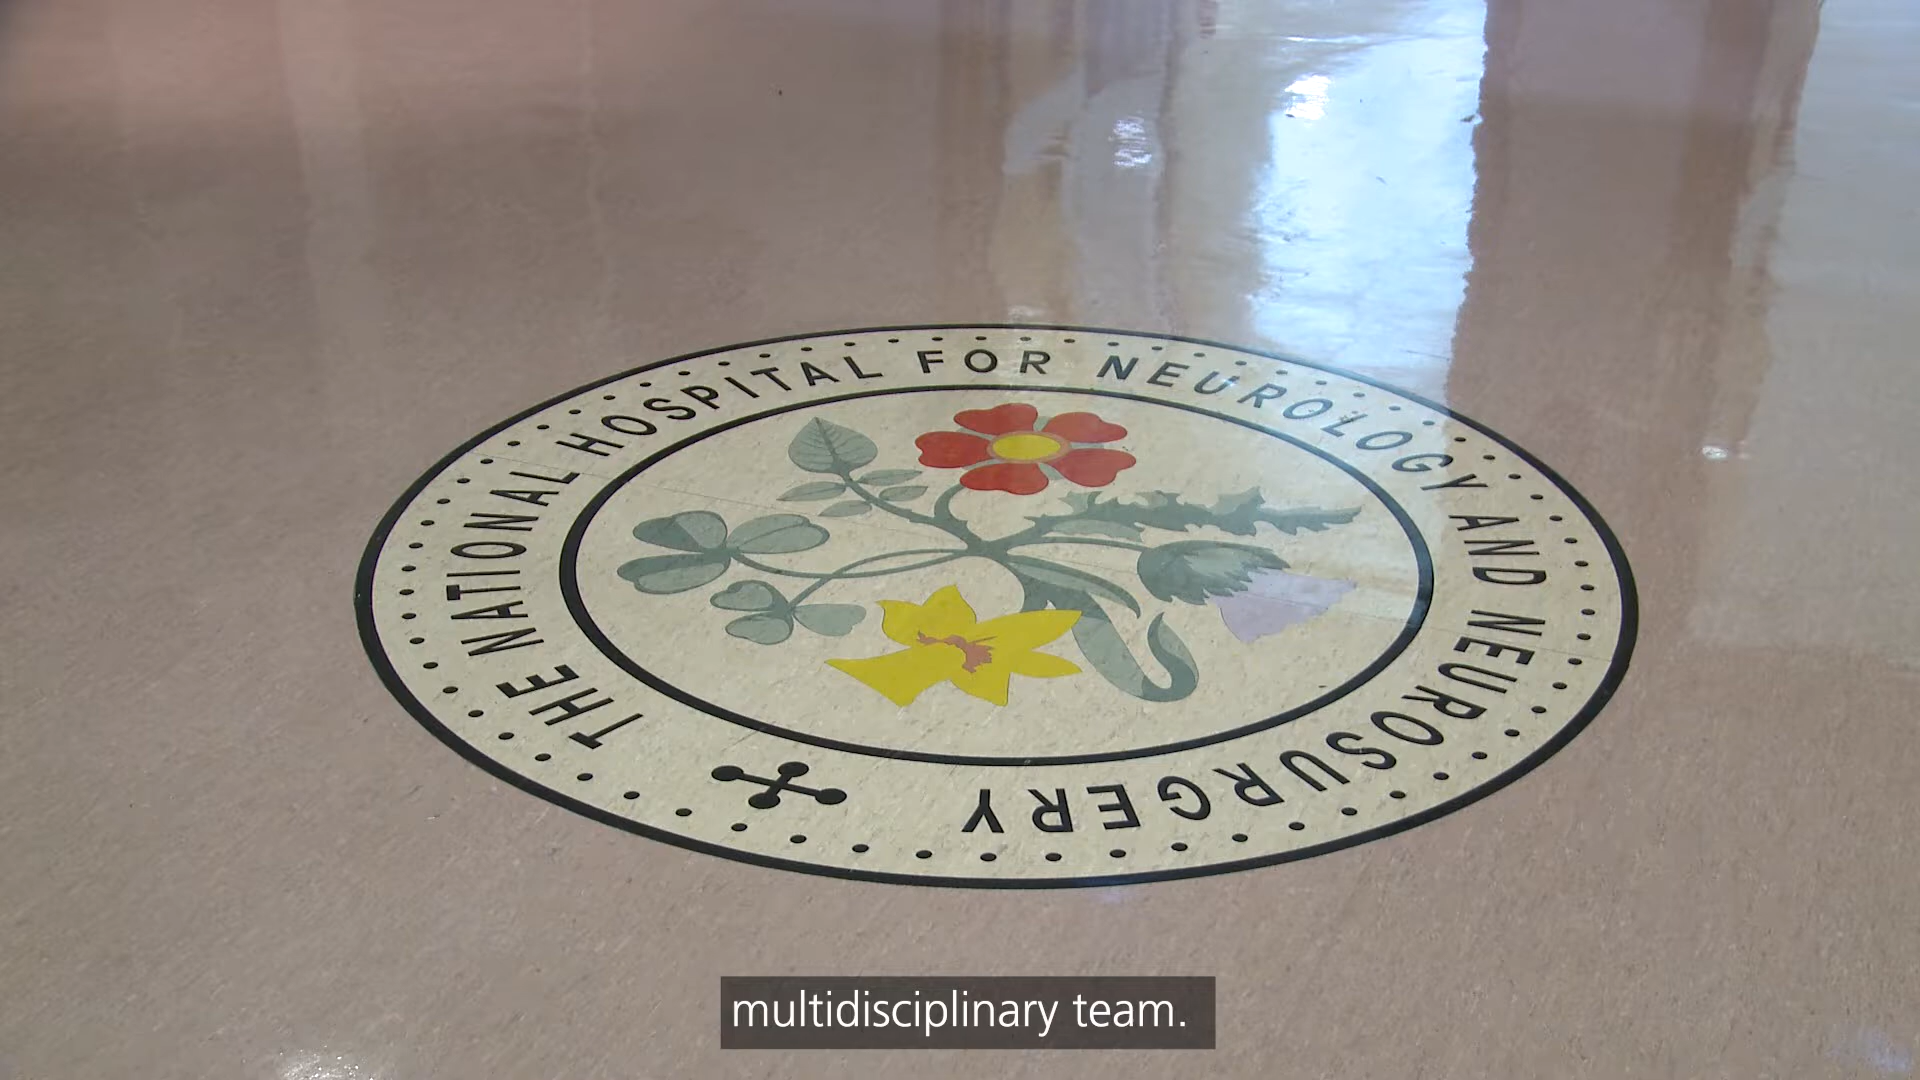 THE NATIONAL HOSPITAL FOR NEUROLOGY AND NEUROSURGERY
multidisciplinary team.